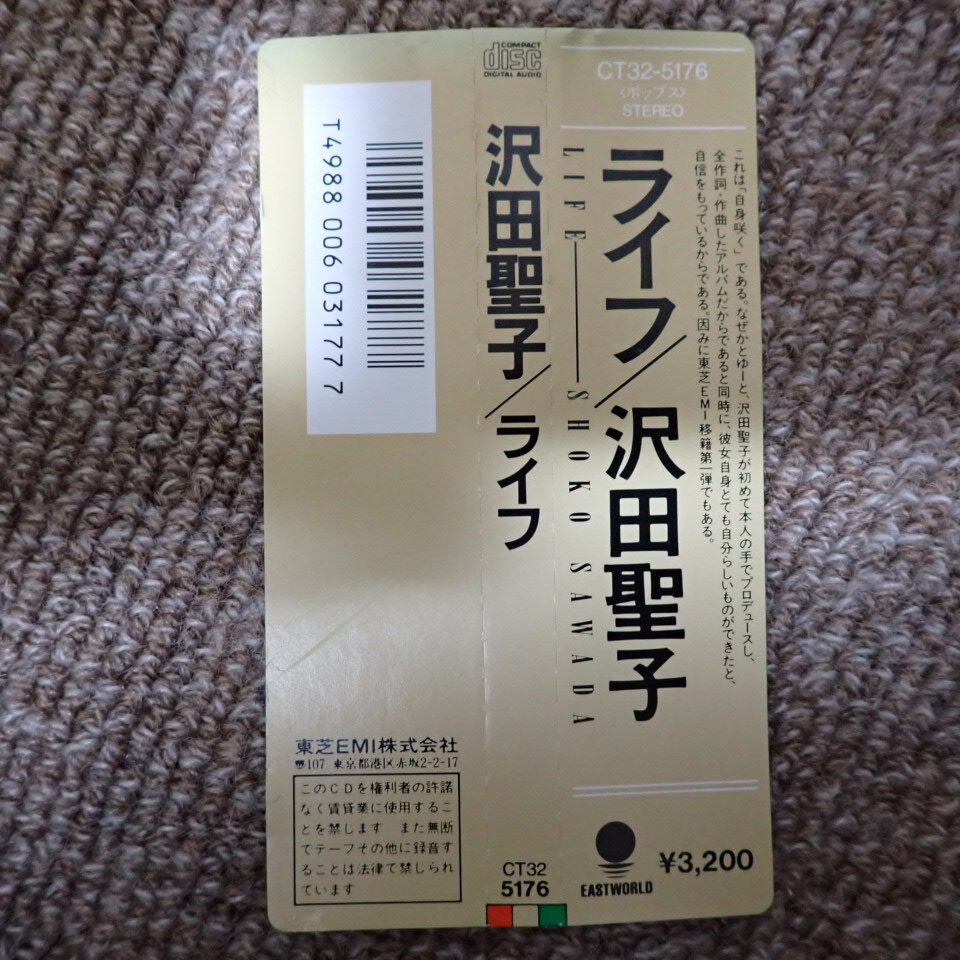 CT32-5176
〈ポップス〉
STEREO
これは「自身咲く」である。なぜかとゆーと、沢田聖子が初めて本人の手でプロデュースし、
全作詞・作曲したアルバムだからであると同時に、彼女自身とても自分らしいものができたと、
自信をもっているからである。因みに東芝EMI移籍第一弾でもある。
ライフ／沢田聖子
LIFE——SHOKO SAWADA
EASTWORLD
¥3,200
COMPACT
disc
DIGITAL AUDIO
沢田聖子／ライフ
CT32
5176
T4988 006 03177 7
東芝EMI株式会社
〠107 東京都港区赤坂2-2-17
このCDを権利者の許諾
なく賃貸業に使用するこ
とを禁じます　また無断
でテープその他に録音す
ることは法律で禁じられ
ています